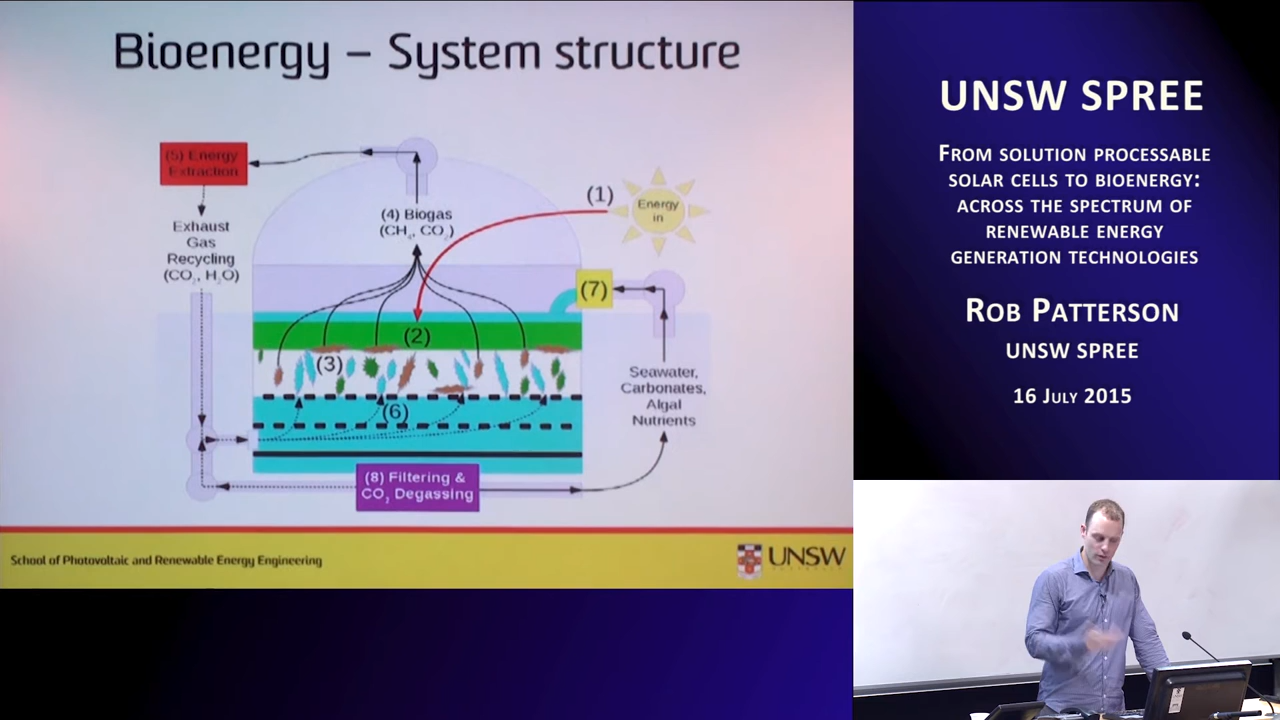 Bioenergy – System structure
(5) Energy
Extraction
Exhaust
Gas
Recycling
(CO₂, H₂O)
(4) Biogas
(CH₄, CO₂)
(1)
Energy
in
(7)
(2)
(3)
(6)
Seawater,
Carbonates,
Algal
Nutrients
(8) Filtering &
CO₂ Degassing
School of Photovoltaic and Renewable Energy Engineering
UNSW
UNSW SPREE
FROM SOLUTION PROCESSABLE
SOLAR CELLS TO BIOENERGY:
ACROSS THE SPECTRUM OF
RENEWABLE ENERGY
GENERATION TECHNOLOGIES
ROB PATTERSON
UNSW SPREE
16 JULY 2015